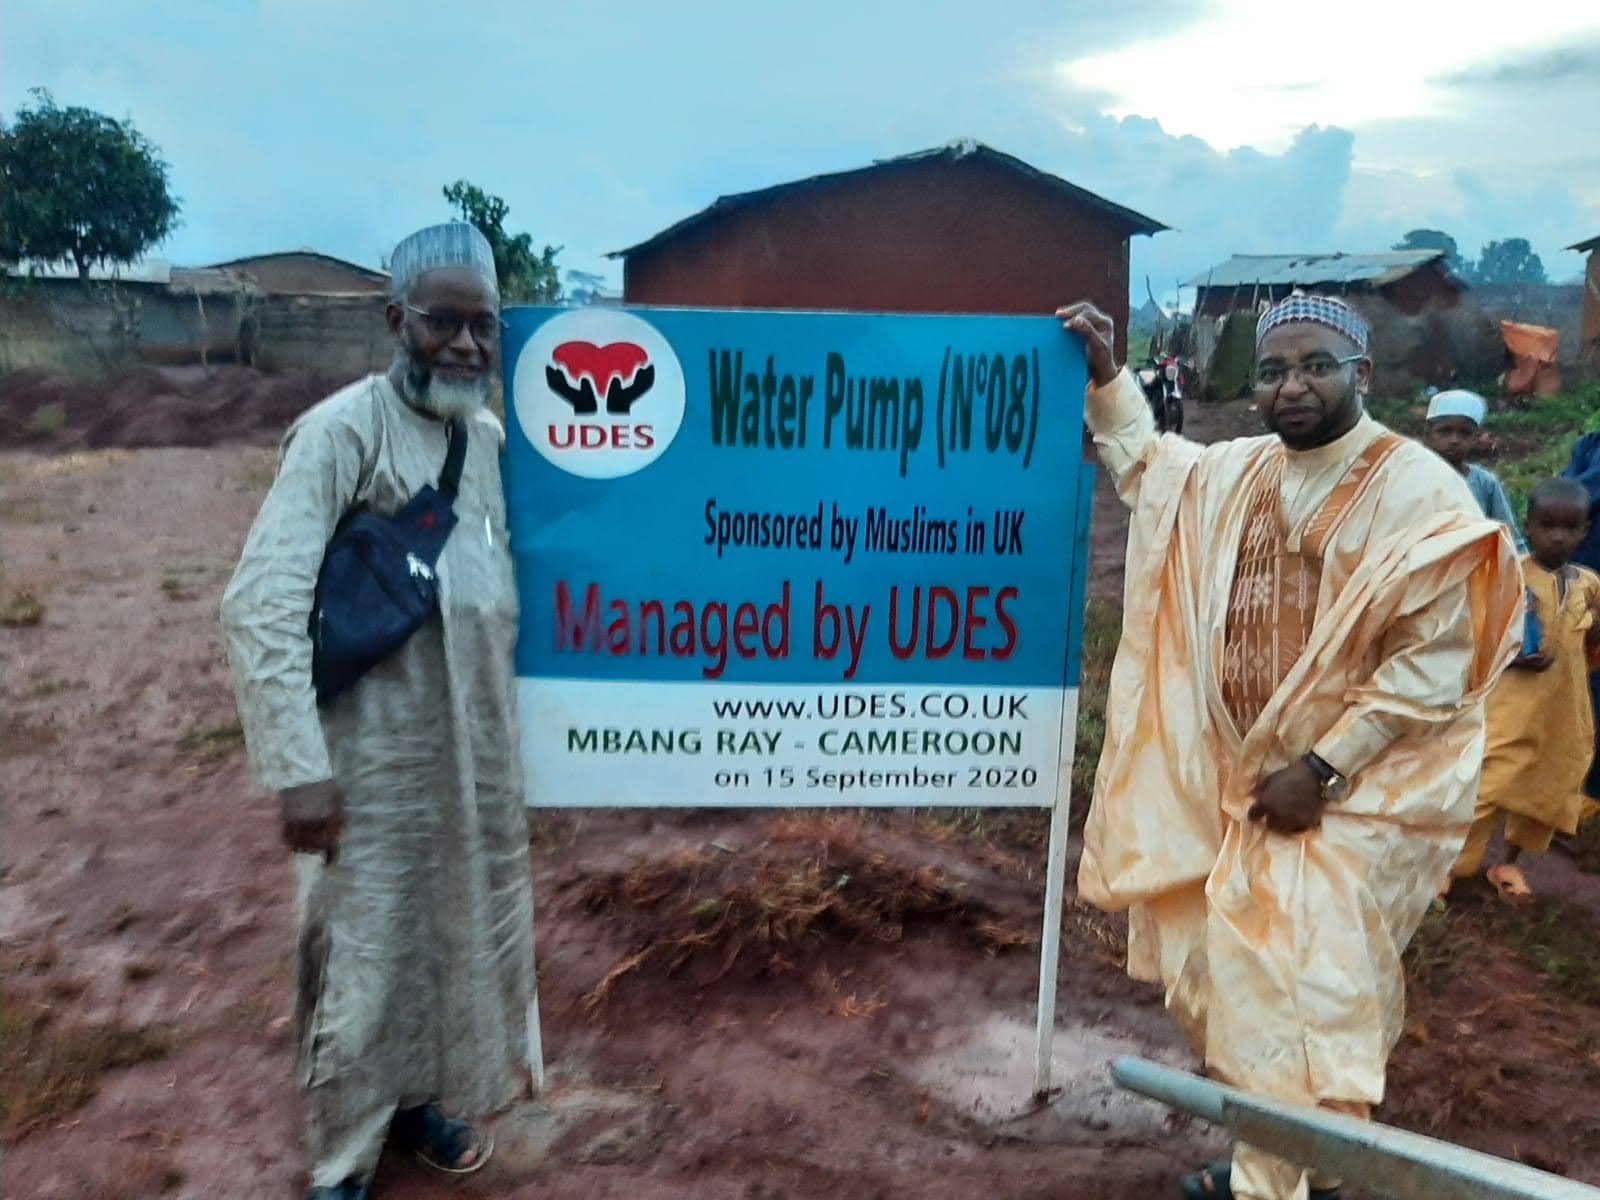 UDES
Water Pump (Nº08)
Sponsored by Muslims in UK
Managed by UDES
www.UDES.CO.UK
MBANG RAY - CAMEROON
on 15 September 2020